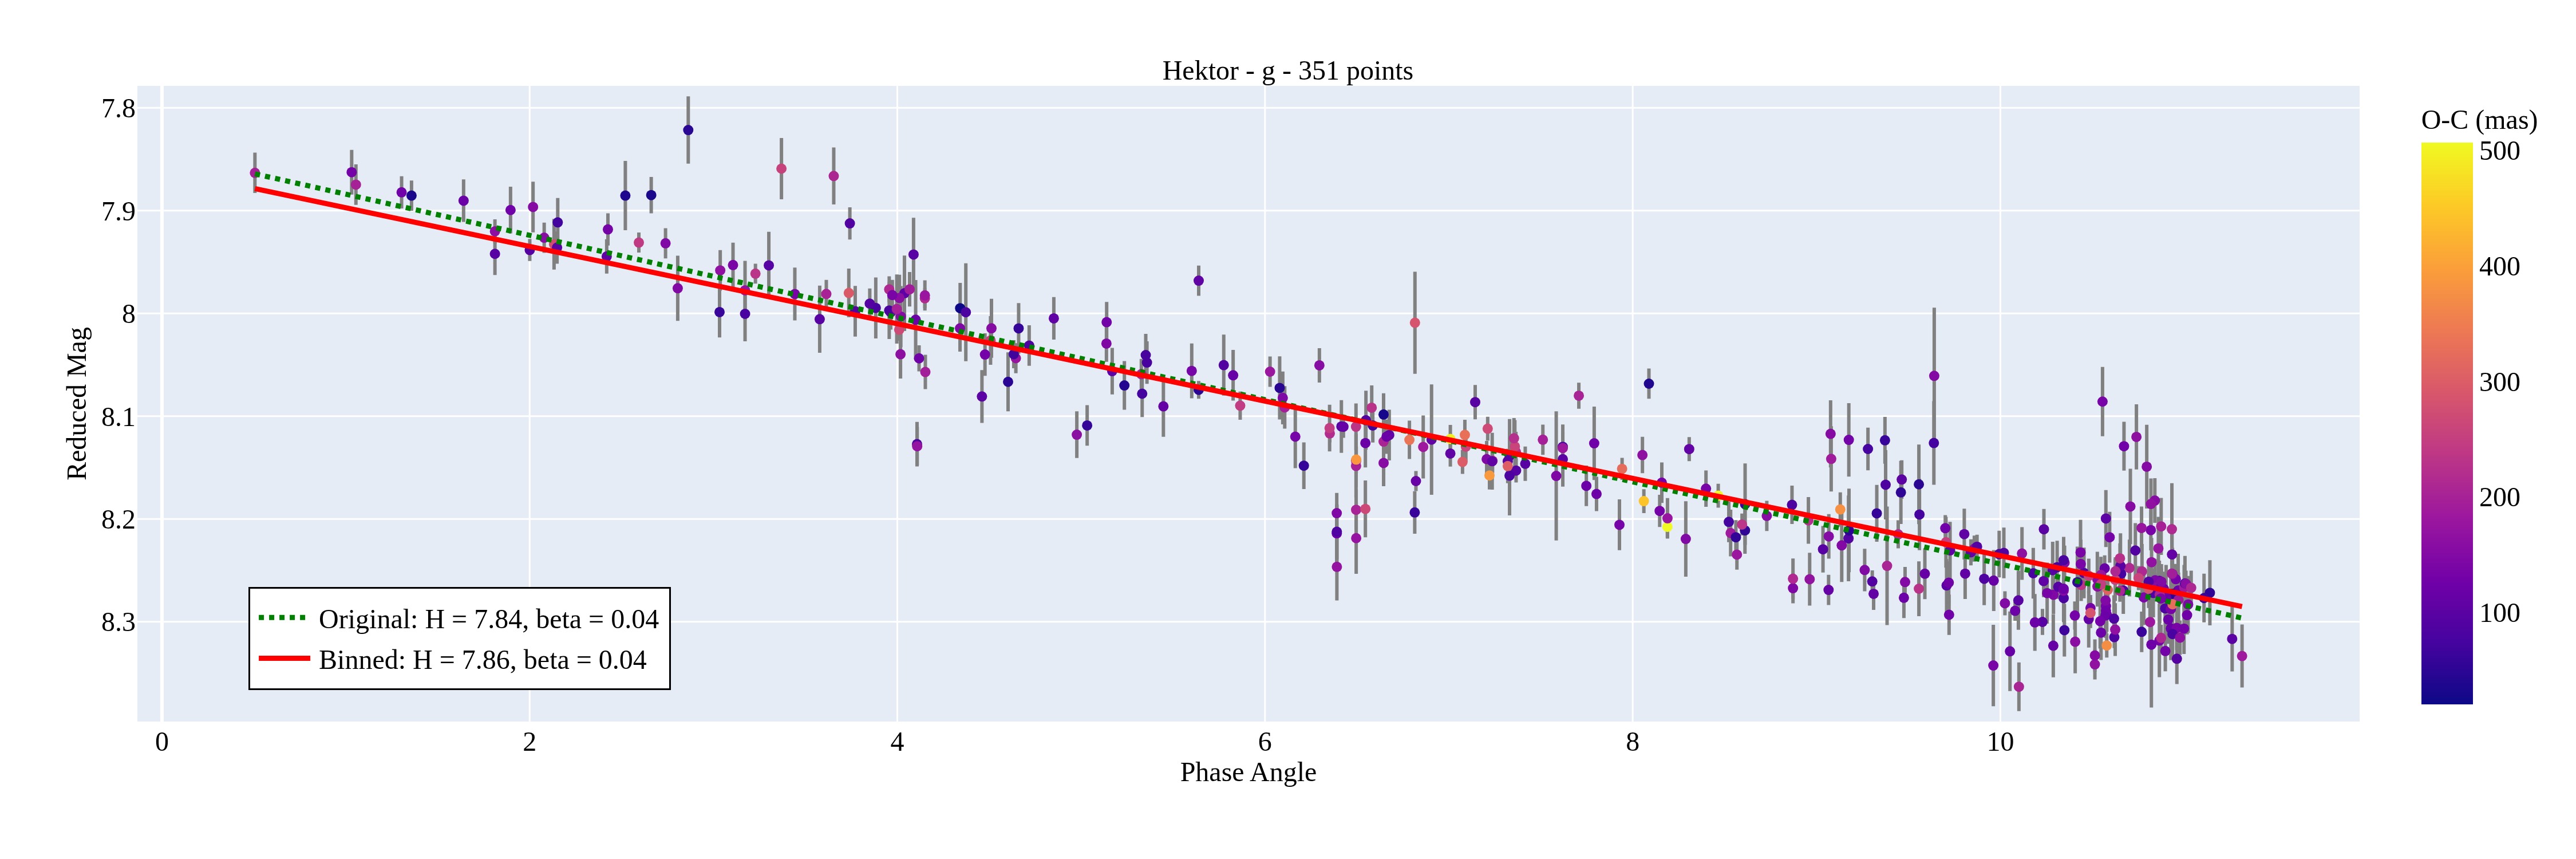 Hektor - g - 351 points
O-C (mas)
7.8
7.9
8
8.1
8.2
8.3
Reduced Mag
500
400
300
200
100
Original: H = 7.84, beta = 0.04
Binned: H = 7.86, beta = 0.04
0 2 4 6 8 10
Phase Angle